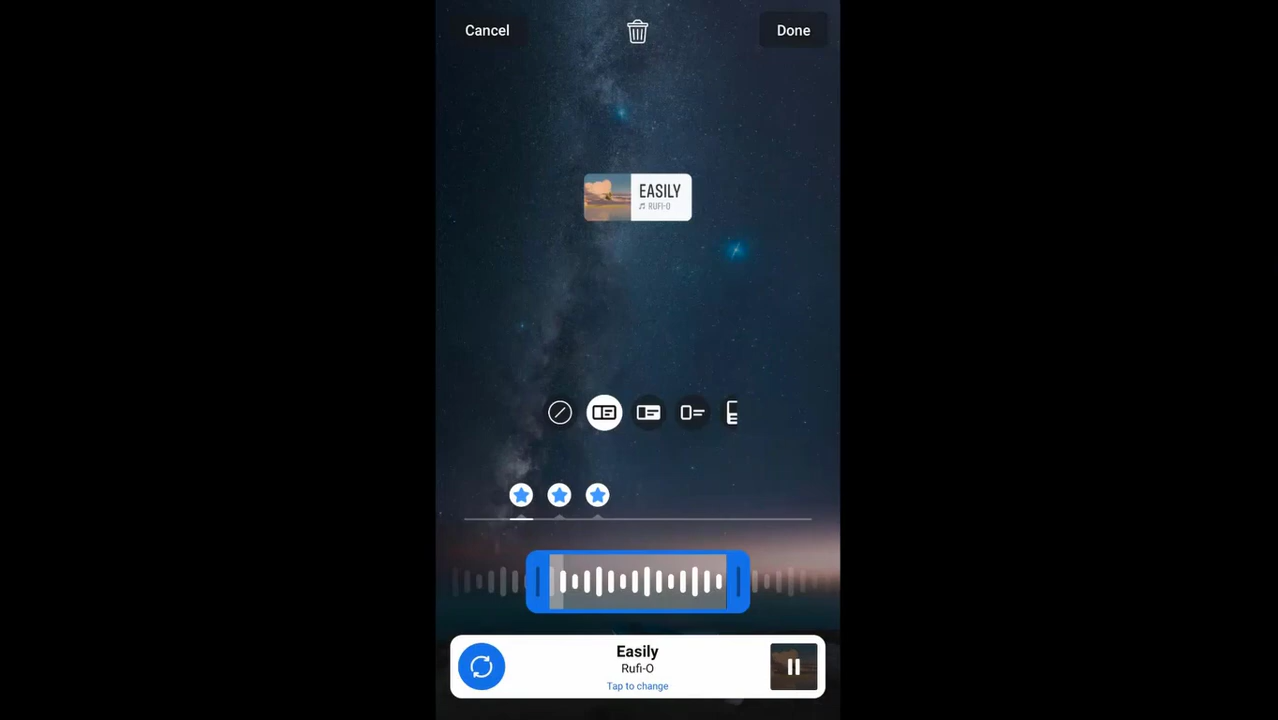 Cancel
Done
EASILY
RUFI-O
Easily
Rufi-O
Tap to change